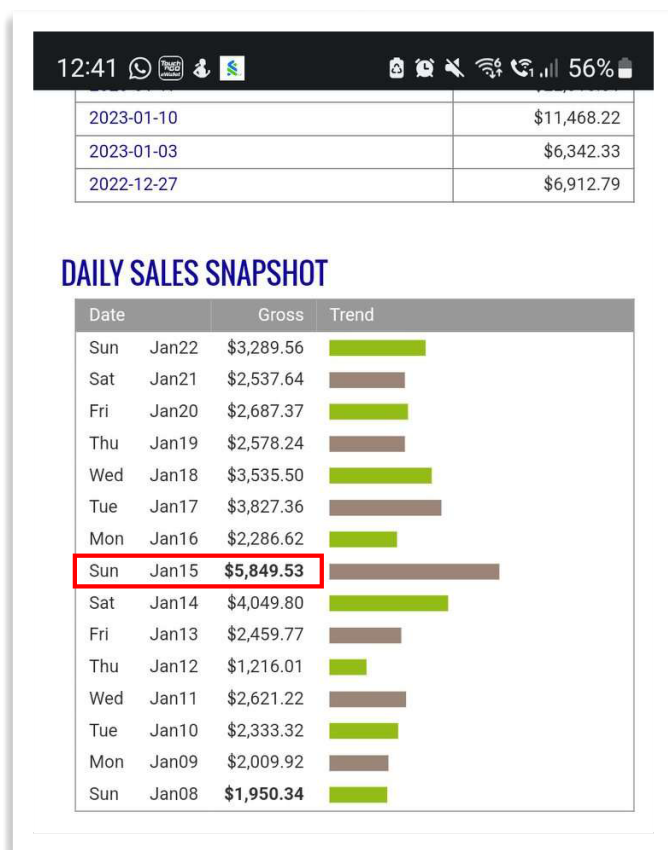 12:41 56%
2023-01-10 $11,468.22
2023-01-03 $6,342.33
2022-12-27 $6,912.79
DAILY SALES SNAPSHOT
Date Gross Trend
Sun Jan22 $3,289.56
Sat Jan21 $2,537.64
Fri Jan20 $2,687.37
Thu Jan19 $2,578.24
Wed Jan18 $3,535.50
Tue Jan17 $3,827.36
Mon Jan16 $2,286.62
Sun Jan15 $5,849.53
Sat Jan14 $4,049.80
Fri Jan13 $2,459.77
Thu Jan12 $1,216.01
Wed Jan11 $2,621.22
Tue Jan10 $2,333.32
Mon Jan09 $2,009.92
Sun Jan08 $1,950.34